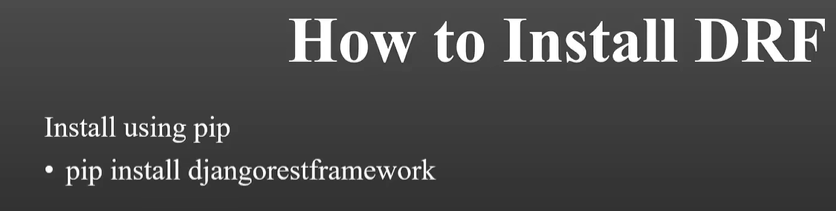 How to Install DRF
Install using pip
• pip install djangorestframework